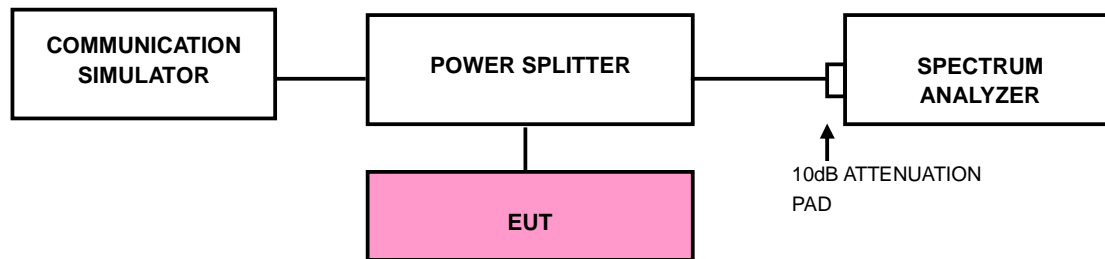 COMMUNICATION
SIMULATOR
POWER SPLITTER
SPECTRUM
ANALYZER
10dB ATTENUATION
PAD
EUT